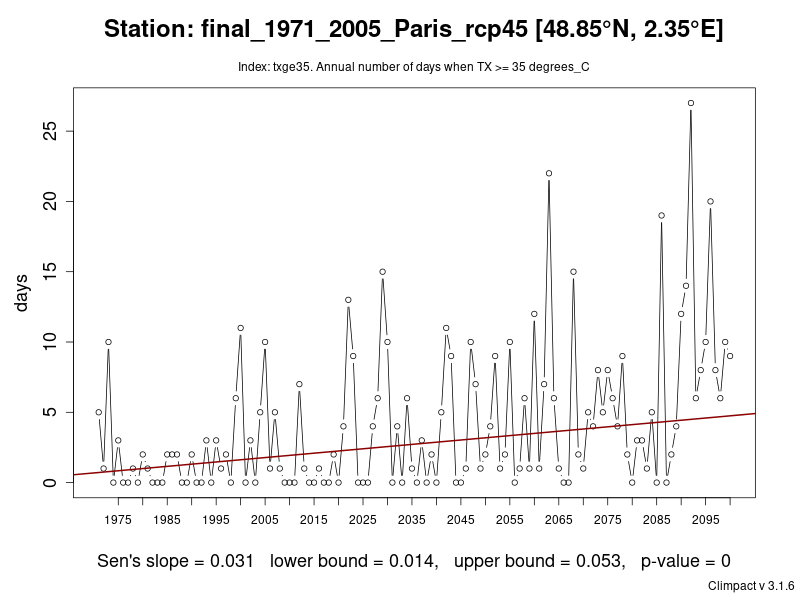 Station: final_1971_2005_Paris_rcp45 [48.85°N, 2.35°E]
Index: txge35. Annual number of days when TX >= 35 degrees_C
days
25
20
15
10
5
0
1975 1985 1995 2005 2015 2025 2035 2045 2055 2065 2075 2085 2095
Sen's slope = 0.031 lower bound = 0.014, upper bound = 0.053, p-value = 0
Climpact v 3.1.6